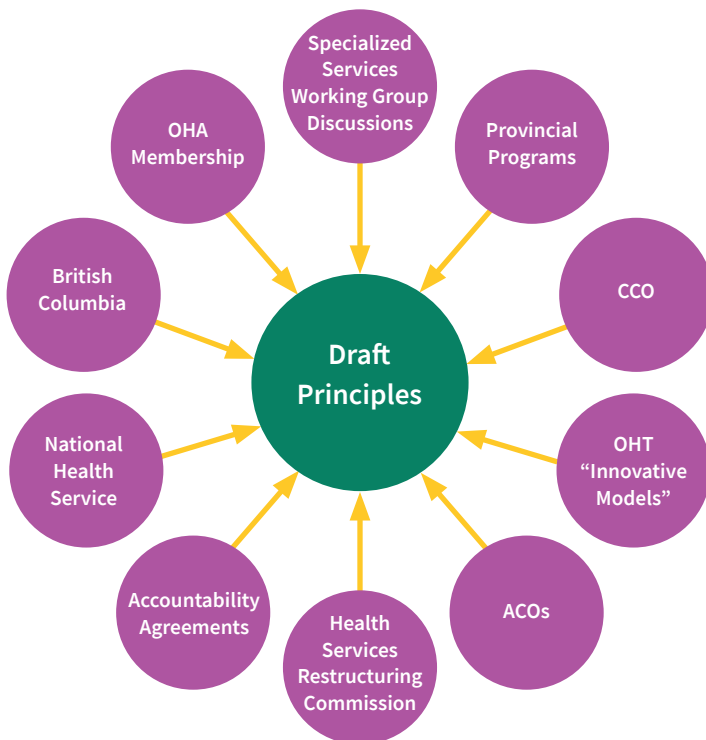 Specialized
Services
Working Group
Discussions
Provincial
Programs
CCO
OHT
“Innovative
Models”
ACOs
Health
Services
Restructuring
Commission
Accountability
Agreements
National
Health
Service
British
Columbia
OHA
Membership
Draft
Principles